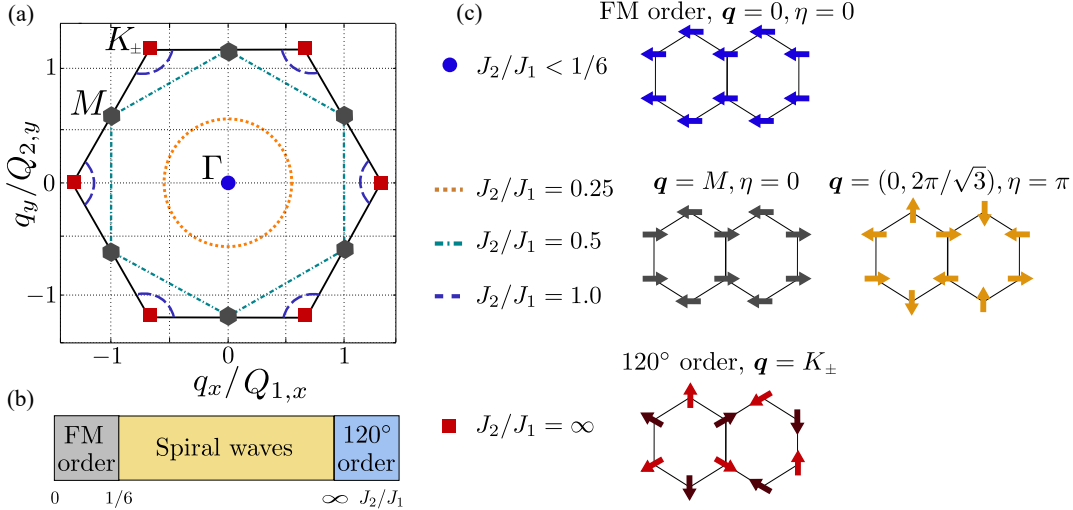 (a)
K±
M
Γ
1
0
−1
qy/Q2,y
−1
0
1
qx/Q1,x
(b)
FM order
Spiral waves
120° order
0
1/6
∞
J2/J1
(c)
FM order, q = 0, η = 0
J2/J1 < 1/6
q = M, η = 0
q = (0, 2π/√3), η = π
J2/J1 = 0.25
J2/J1 = 0.5
J2/J1 = 1.0
120° order, q = K±
J2/J1 = ∞